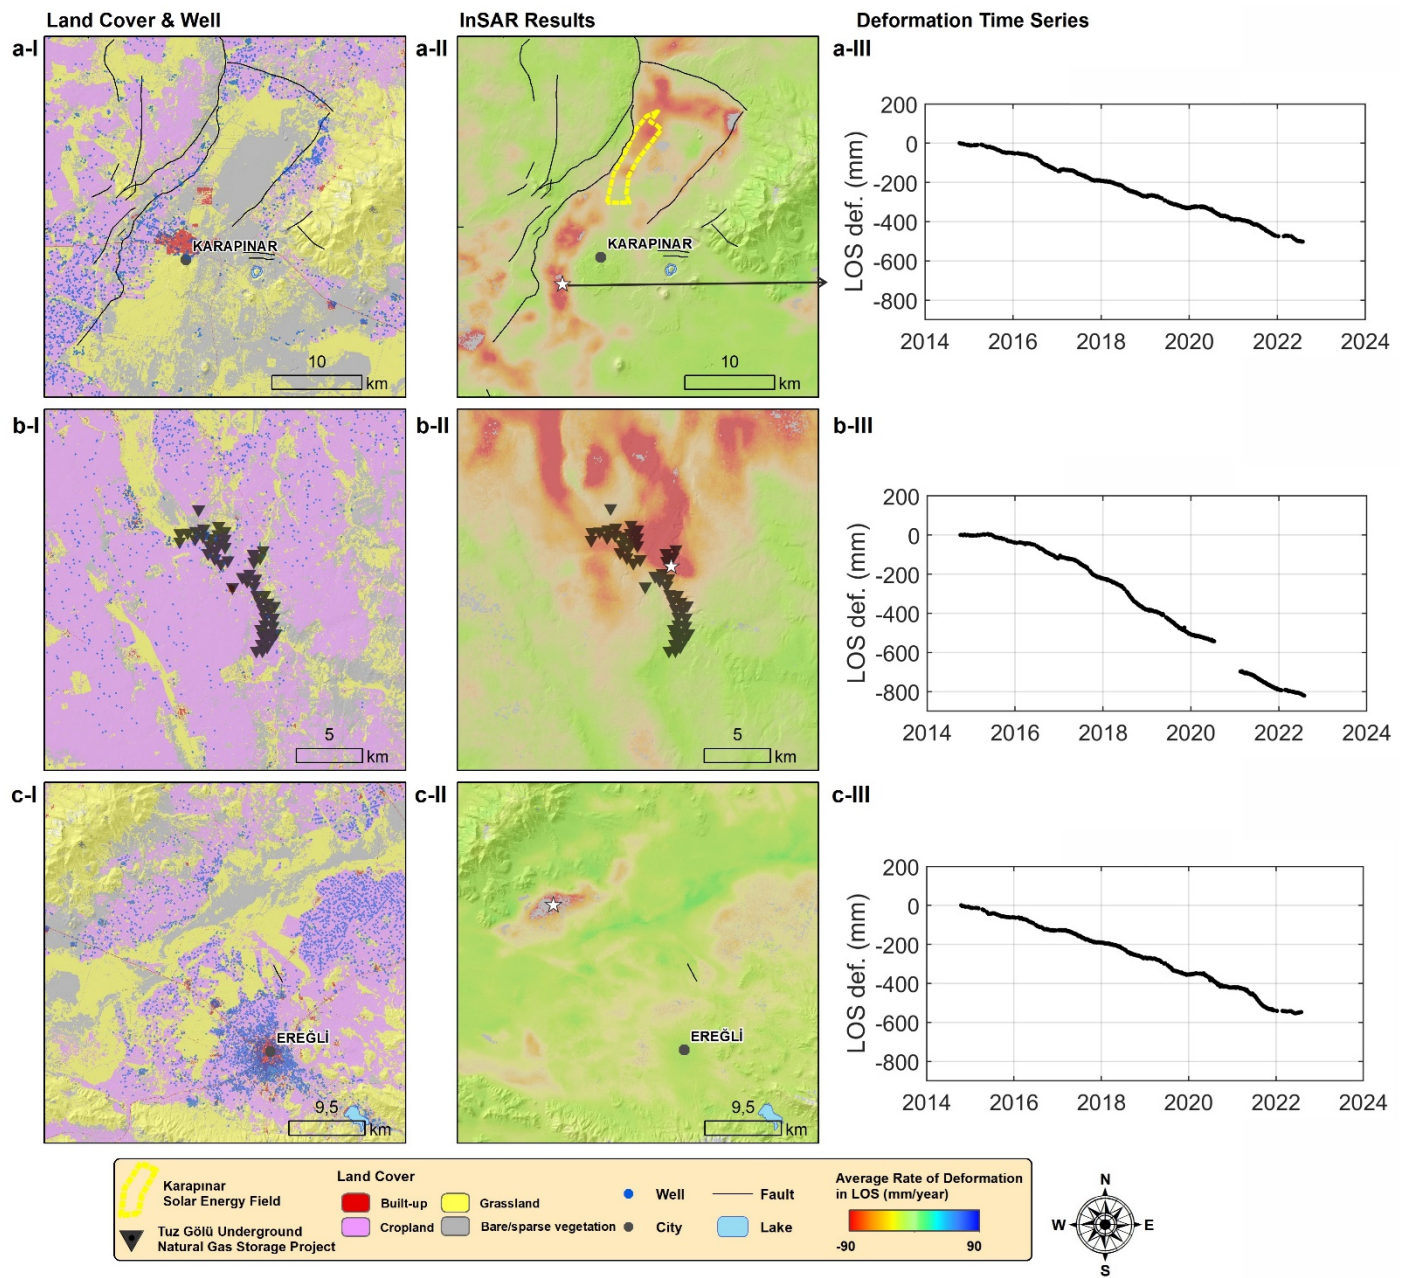 Land Cover & Well
InSAR Results
Deformation Time Series
a-I
KARAPINAR
10
km
a-II
KARAPINAR
10
km
a-III
LOS def. (mm)
200
0
-200
-400
-600
-800
2014 2016 2018 2020 2022 2024
b-I
5
km
b-II
5
km
b-III
LOS def. (mm)
200
0
-200
-400
-600
-800
2014 2016 2018 2020 2022 2024
c-I
EREĞLİ
9,5
km
c-II
EREĞLİ
9,5
km
c-III
LOS def. (mm)
200
0
-200
-400
-600
-800
2014 2016 2018 2020 2022 2024
Karapınar
Solar Energy Field
Tuz Gölü Underground
Natural Gas Storage Project
Land Cover
Built-up
Grassland
Cropland
Bare/sparse vegetation
Well
Fault
City
Lake
Average Rate of Deformation
in LOS (mm/year)
-90
90
N
W
E
S